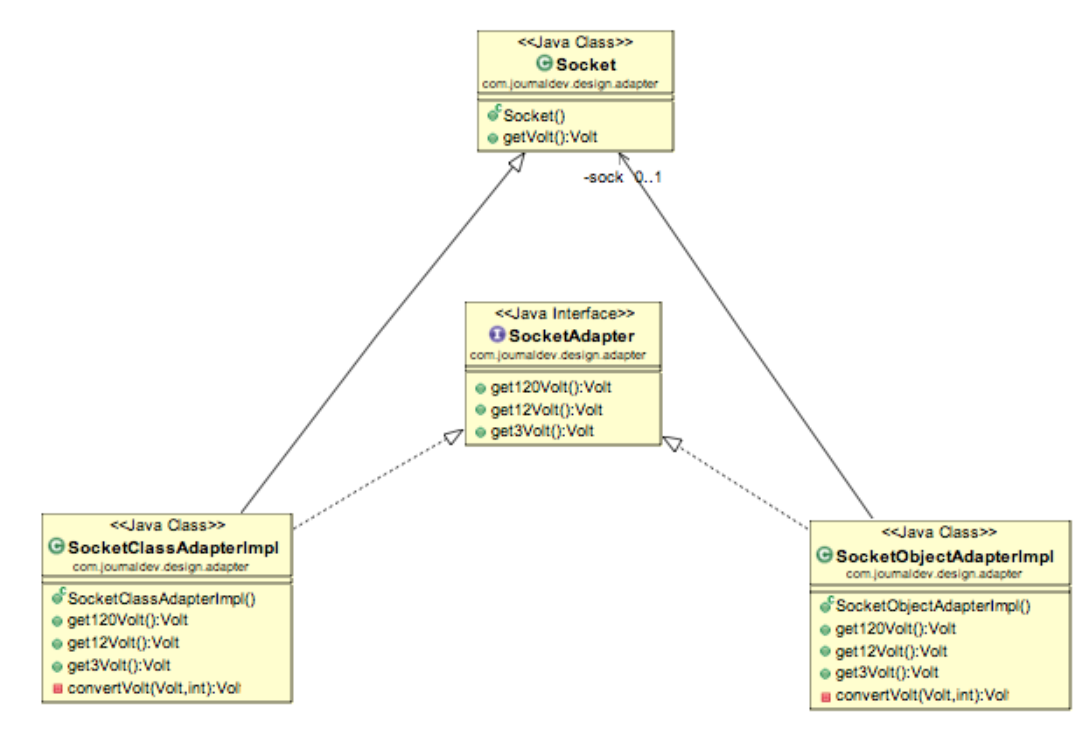 <<Java Class>>
Socket
com.journaldev.design.adapter
Socket()
getVolt():Volt
-sock 0..1
<<Java Interface>>
SocketAdapter
com.journaldev.design.adapter
get120Volt():Volt
get12Volt():Volt
get3Volt():Volt
<<Java Class>>
SocketClassAdapterImpl
com.journaldev.design.adapter
SocketClassAdapterImpl()
get120Volt():Volt
get12Volt():Volt
get3Volt():Volt
convertVolt(Volt,int):Volt
<<Java Class>>
SocketObjectAdapterImpl
com.journaldev.design.adapter
SocketObjectAdapterImpl()
get120Volt():Volt
get12Volt():Volt
get3Volt():Volt
convertVolt(Volt,int):Volt